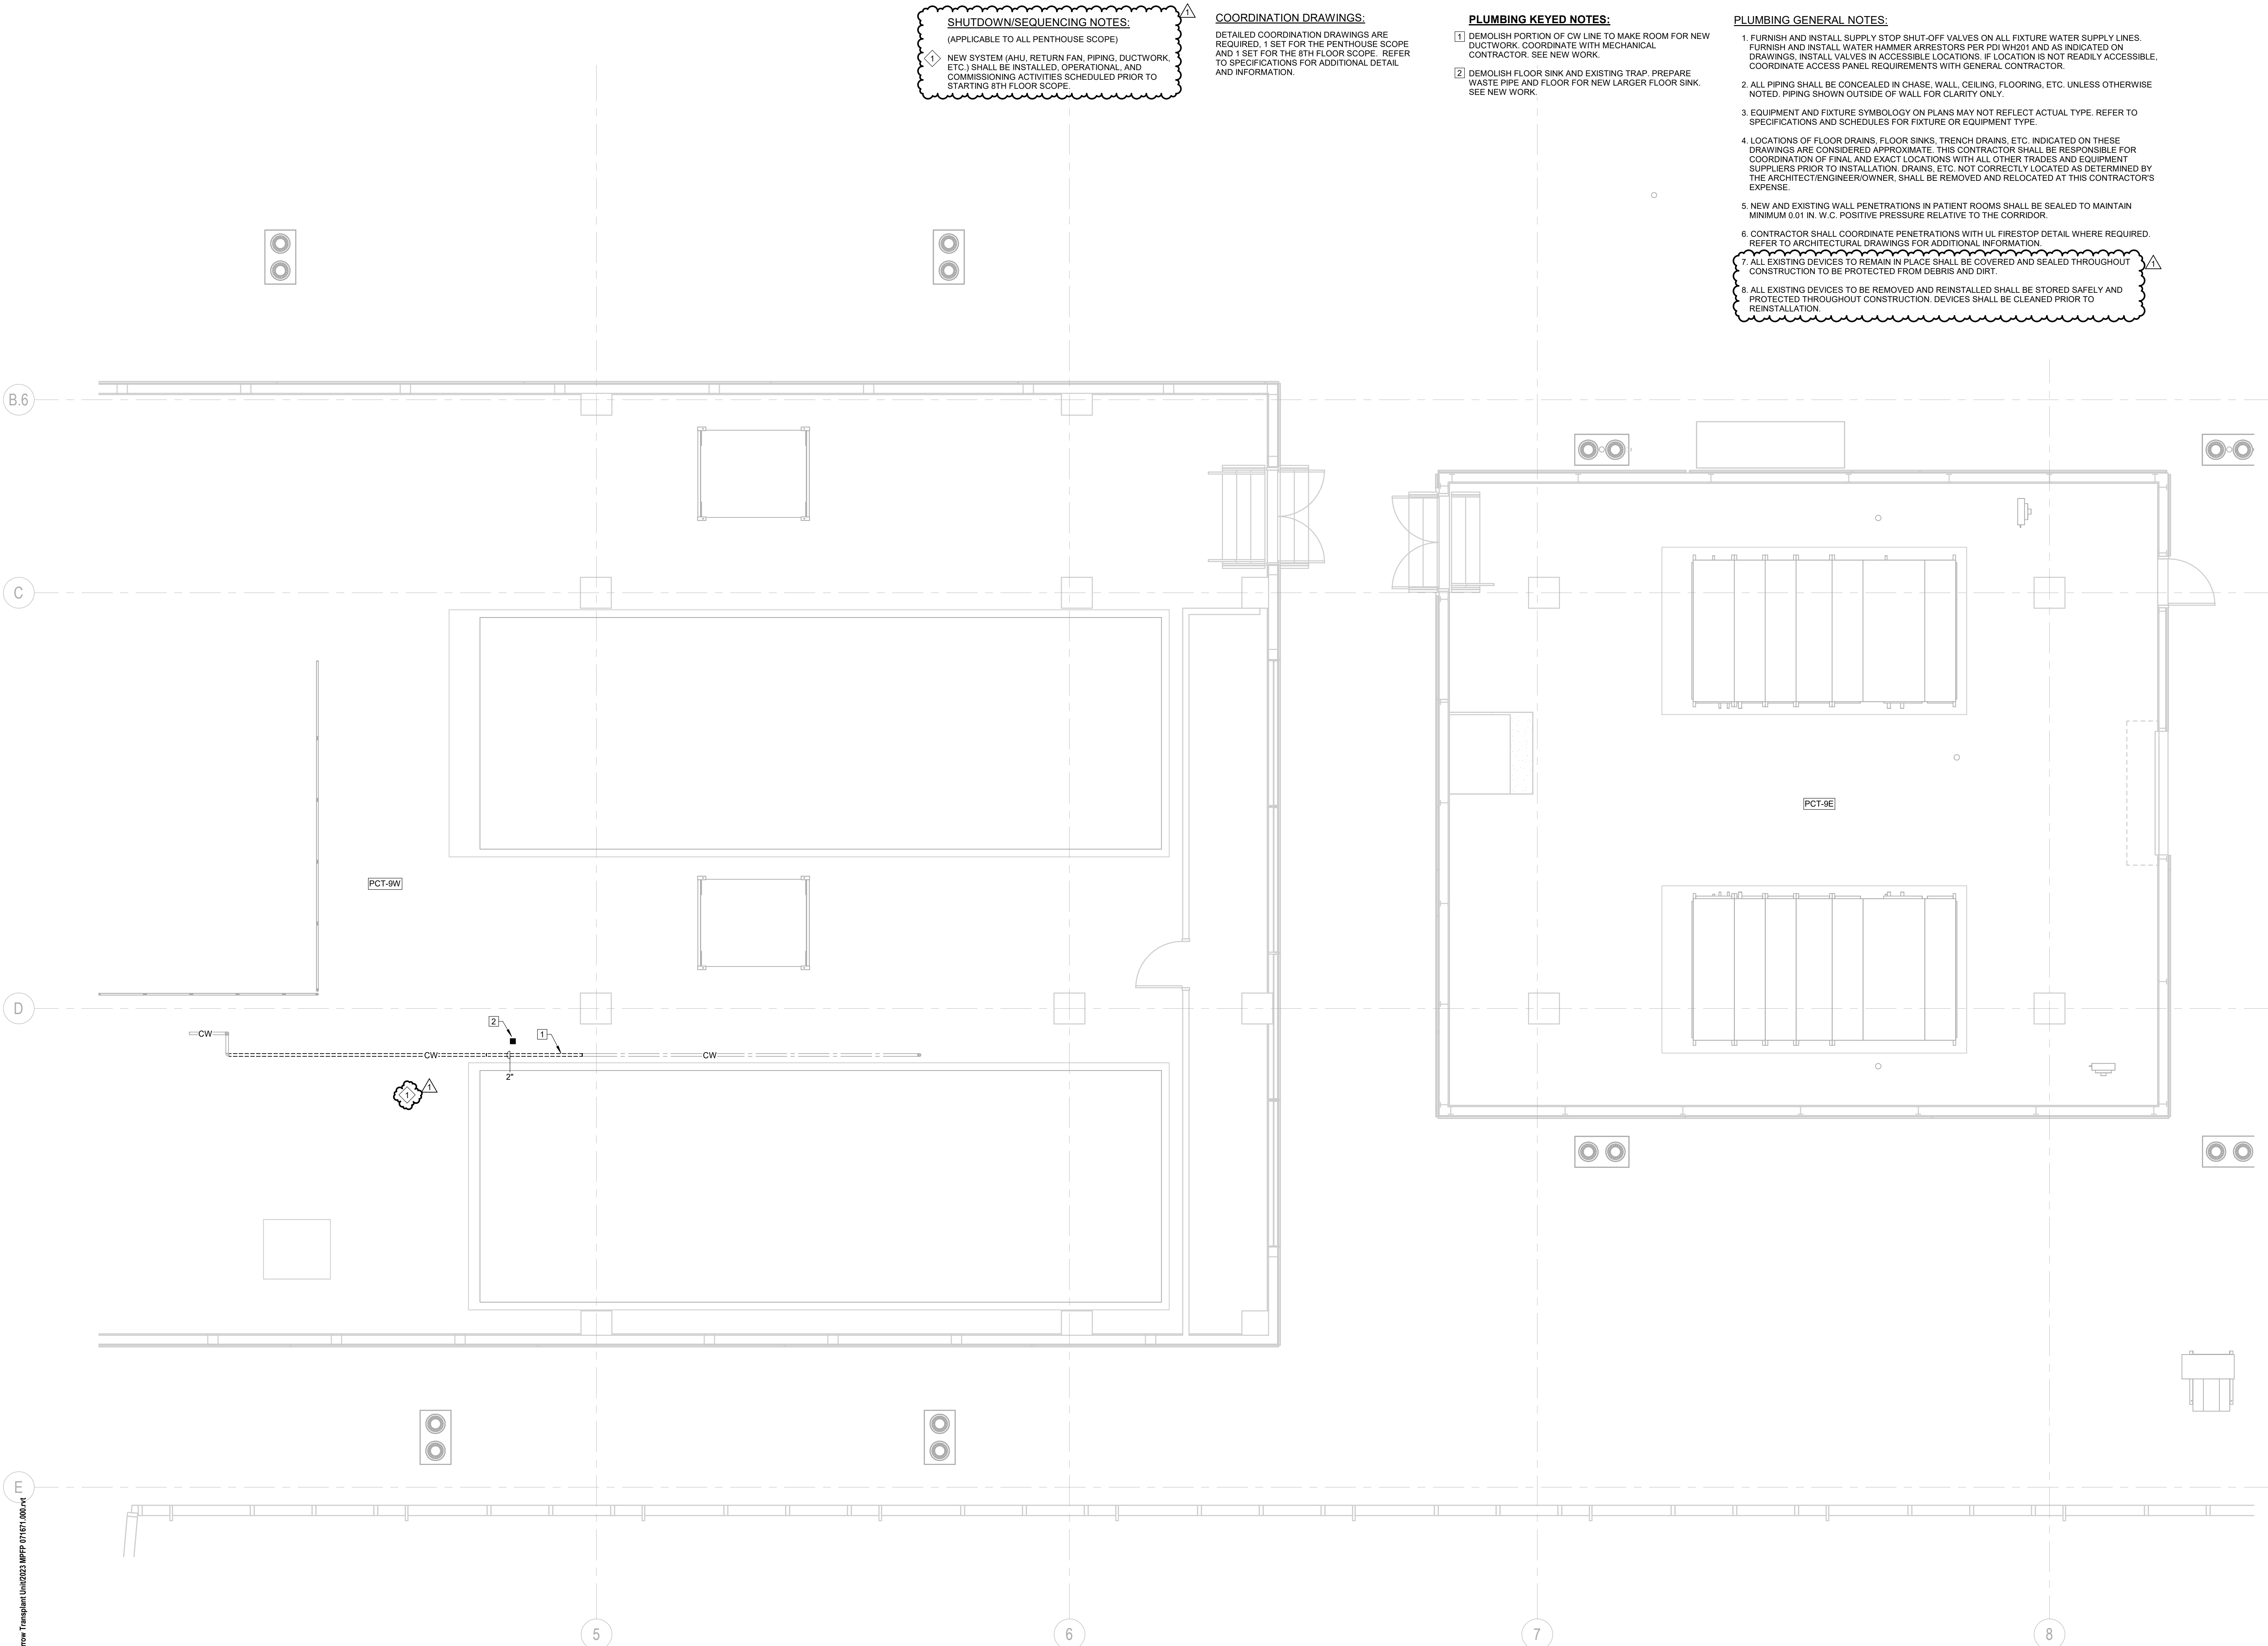 SHUTDOWN/SEQUENCING NOTES:
(APPLICABLE TO ALL PENTHOUSE SCOPE)
1 NEW SYSTEM (AHU, RETURN FAN, PIPING, DUCTWORK,
ETC.) SHALL BE INSTALLED, OPERATIONAL, AND
COMMISSIONING ACTIVITIES SCHEDULED PRIOR TO
STARTING 8TH FLOOR SCOPE.
1
COORDINATION DRAWINGS:
DETAILED COORDINATION DRAWINGS ARE
REQUIRED, 1 SET FOR THE PENTHOUSE SCOPE
AND 1 SET FOR THE 8TH FLOOR SCOPE. REFER
TO SPECIFICATIONS FOR ADDITIONAL DETAIL
AND INFORMATION.
PLUMBING KEYED NOTES:
1 DEMOLISH PORTION OF CW LINE TO MAKE ROOM FOR NEW
DUCTWORK. COORDINATE WITH MECHANICAL
CONTRACTOR. SEE NEW WORK.
2 DEMOLISH FLOOR SINK AND EXISTING TRAP. PREPARE
WASTE PIPE AND FLOOR FOR NEW LARGER FLOOR SINK.
SEE NEW WORK.
PLUMBING GENERAL NOTES:
1. FURNISH AND INSTALL SUPPLY STOP SHUT-OFF VALVES ON ALL FIXTURE WATER SUPPLY LINES.
FURNISH AND INSTALL WATER HAMMER ARRESTORS PER PDI WH201 AND AS INDICATED ON
DRAWINGS, INSTALL VALVES IN ACCESSIBLE LOCATIONS. IF LOCATION IS NOT READILY ACCESSIBLE,
COORDINATE ACCESS PANEL REQUIREMENTS WITH GENERAL CONTRACTOR.
2. ALL PIPING SHALL BE CONCEALED IN CHASE, WALL, CEILING, FLOORING, ETC. UNLESS OTHERWISE
NOTED. PIPING SHOWN OUTSIDE OF WALL FOR CLARITY ONLY.
3. EQUIPMENT AND FIXTURE SYMBOLOGY ON PLANS MAY NOT REFLECT ACTUAL TYPE. REFER TO
SPECIFICATIONS AND SCHEDULES FOR FIXTURE OR EQUIPMENT TYPE.
4. LOCATIONS OF FLOOR DRAINS, FLOOR SINKS, TRENCH DRAINS, ETC. INDICATED ON THESE
DRAWINGS ARE CONSIDERED APPROXIMATE. THIS CONTRACTOR SHALL BE RESPONSIBLE FOR
COORDINATION OF FINAL AND EXACT LOCATIONS WITH ALL OTHER TRADES AND EQUIPMENT
SUPPLIERS PRIOR TO INSTALLATION. DRAINS, ETC. NOT CORRECTLY LOCATED AS DETERMINED BY
THE ARCHITECT/ENGINEER/OWNER, SHALL BE REMOVED AND RELOCATED AT THIS CONTRACTOR'S
EXPENSE.
5. NEW AND EXISTING WALL PENETRATIONS IN PATIENT ROOMS SHALL BE SEALED TO MAINTAIN
MINIMUM 0.01 IN. W.C. POSITIVE PRESSURE RELATIVE TO THE CORRIDOR.
6. CONTRACTOR SHALL COORDINATE PENETRATIONS WITH UL FIRESTOP DETAIL WHERE REQUIRED.
REFER TO ARCHITECTURAL DRAWINGS FOR ADDITIONAL INFORMATION.
7. ALL EXISTING DEVICES TO REMAIN IN PLACE SHALL BE COVERED AND SEALED THROUGHOUT
CONSTRUCTION TO BE PROTECTED FROM DEBRIS AND DIRT.
8. ALL EXISTING DEVICES TO BE REMOVED AND REINSTALLED SHALL BE STORED SAFELY AND
PROTECTED THROUGHOUT CONSTRUCTION. DEVICES SHALL BE CLEANED PRIOR TO
REINSTALLATION.
1
B.6
C
PCT-9E
PCT-9W
D
2
1
CW
CW
CW
2"
1
1
E
rrow Transplant Unit/2023 MPFP 071671.000.rvt
5
6
7
8